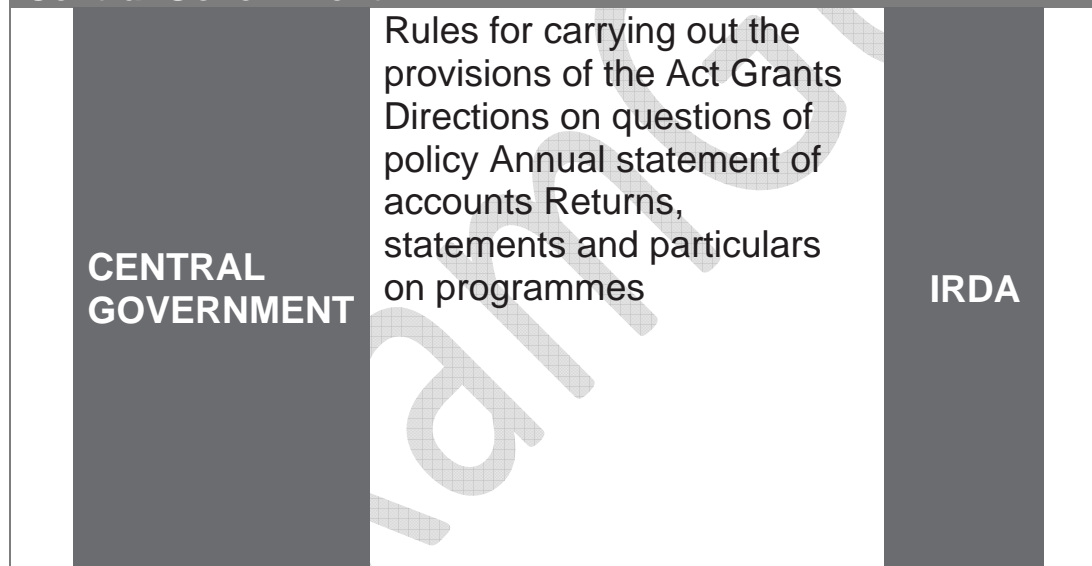 CENTRAL
GOVERNMENT
Rules for carrying out the
provisions of the Act Grants
Directions on questions of
policy Annual statement of
accounts Returns,
statements and particulars
on programmes
IRDA